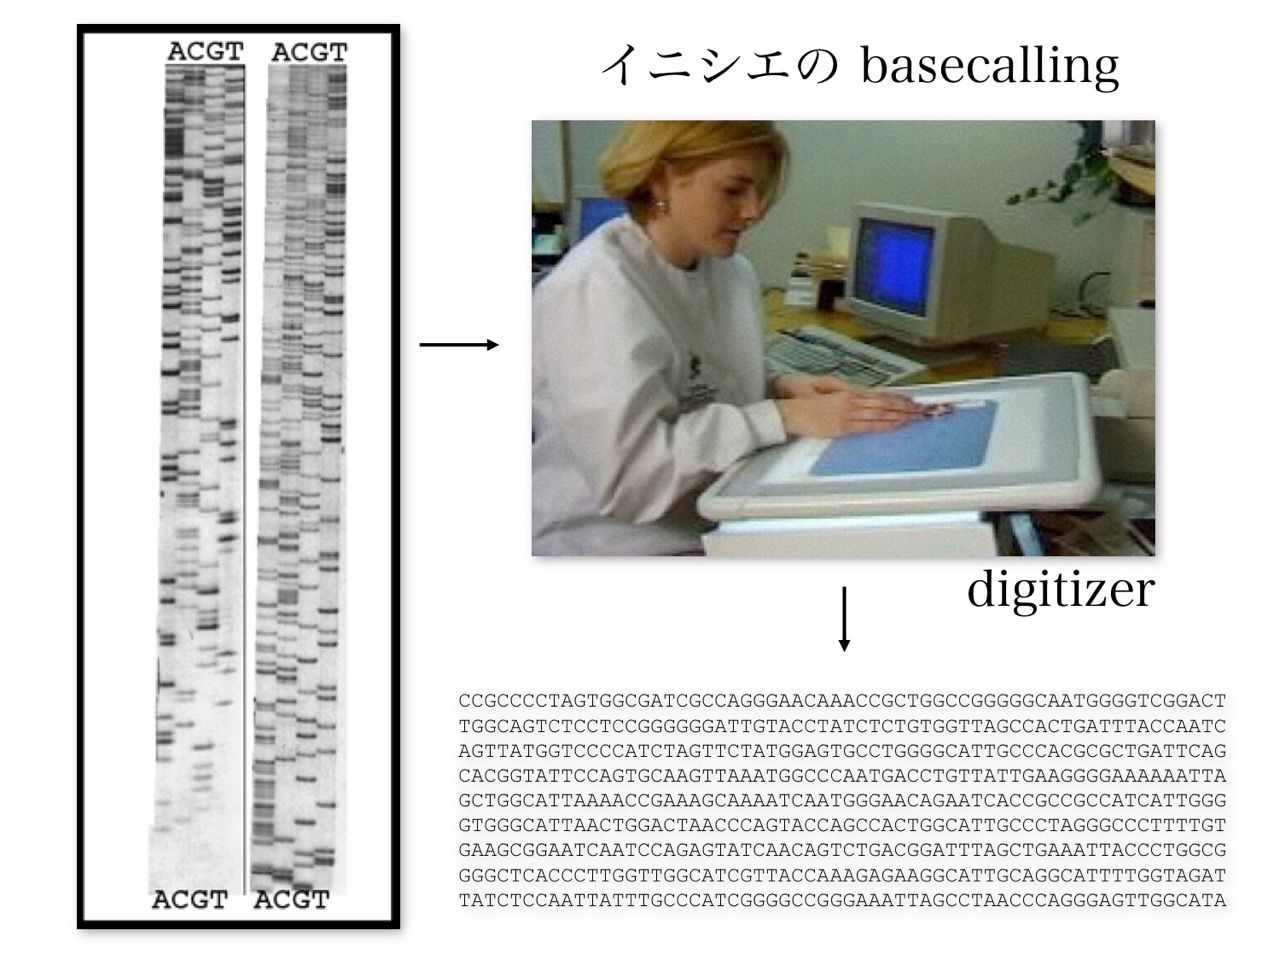 ACGT ACGT
ACGT ACGT
イニシエの basecalling
digitizer
CCGCCCCTAGTGGCGATCGCCAGGGAACAAACCGCTGGCCGGGGGCAATGGGGTCGGACT
TGGCAGTCTCCTCCGGGGGGATTGTACCTATCTCTGTGGTTAGCCACTGATTTACCAATC
AGTTATGGTCCCCATCTAGTTCTATGGAGTGCCTGGGGCATTGCCCACGCGCTGATTCAG
CACGGTATTCCAGTGCAAGTTAAATGGCCCAATGACCTGTTATTGAAGGGGAAAAAATTA
GCTGGCATTAAAACCGAAAGCAAAATCAATGGGAACAGAATCACCGCCGCCATCATTGGG
GTGGGCATTAACTGGACTAACCCAGTACCAGCCACTGGCATTGCCCTAGGGCCCTTTTGT
GAAGCGGAATCAATCCAGAGTATCAACAGTCTGACGGATTTAGCTGAAATTACCCTGGCG
GGGCTCACCCTTGGTTGGCATCGTTACCAAAGAGAAGGCATTGCAGGCATTTTGGTAGAT
TATCTCCAATTATTTGCCCATCGGGGCCGGGAAATTAGCCTAACCCAGGGAGTTGGCATA